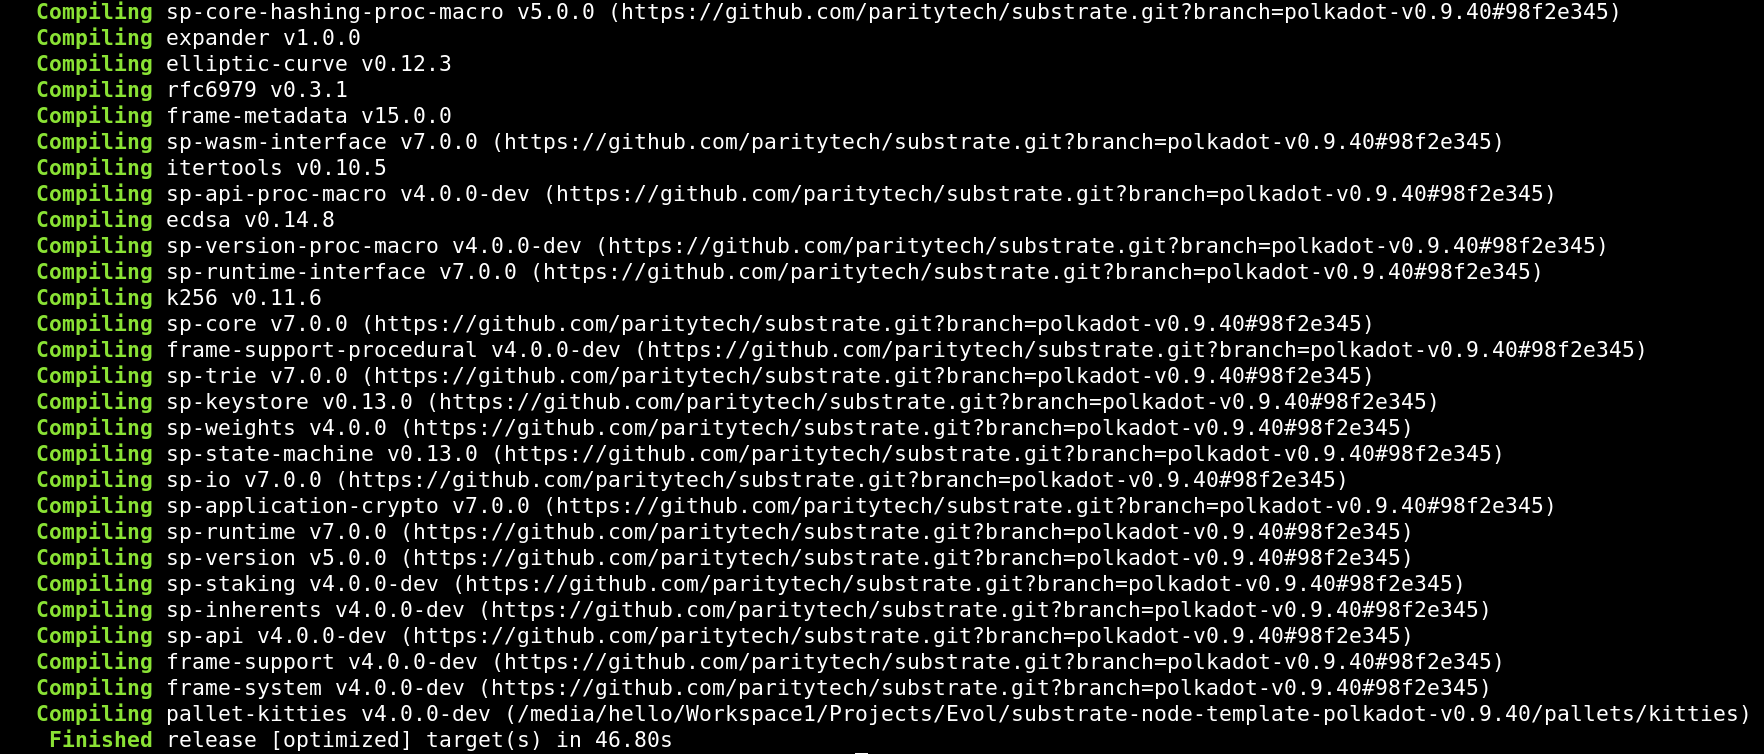 Compiling sp-core-hashing-proc-macro v5.0.0 (https://github.com/paritytech/substrate.git?branch=polkadot-v0.9.40#98f2e345)
Compiling expander v1.0.0
Compiling elliptic-curve v0.12.3
Compiling rfc6979 v0.3.1
Compiling frame-metadata v15.0.0
Compiling sp-wasm-interface v7.0.0 (https://github.com/paritytech/substrate.git?branch=polkadot-v0.9.40#98f2e345)
Compiling itertools v0.10.5
Compiling sp-api-proc-macro v4.0.0-dev (https://github.com/paritytech/substrate.git?branch=polkadot-v0.9.40#98f2e345)
Compiling ecdsa v0.14.8
Compiling sp-version-proc-macro v4.0.0-dev (https://github.com/paritytech/substrate.git?branch=polkadot-v0.9.40#98f2e345)
Compiling sp-runtime-interface v7.0.0 (https://github.com/paritytech/substrate.git?branch=polkadot-v0.9.40#98f2e345)
Compiling k256 v0.11.6
Compiling sp-core v7.0.0 (https://github.com/paritytech/substrate.git?branch=polkadot-v0.9.40#98f2e345)
Compiling frame-support-procedural v4.0.0-dev (https://github.com/paritytech/substrate.git?branch=polkadot-v0.9.40#98f2e345)
Compiling sp-trie v7.0.0 (https://github.com/paritytech/substrate.git?branch=polkadot-v0.9.40#98f2e345)
Compiling sp-keystore v0.13.0 (https://github.com/paritytech/substrate.git?branch=polkadot-v0.9.40#98f2e345)
Compiling sp-weights v4.0.0 (https://github.com/paritytech/substrate.git?branch=polkadot-v0.9.40#98f2e345)
Compiling sp-state-machine v0.13.0 (https://github.com/paritytech/substrate.git?branch=polkadot-v0.9.40#98f2e345)
Compiling sp-io v7.0.0 (https://github.com/paritytech/substrate.git?branch=polkadot-v0.9.40#98f2e345)
Compiling sp-application-crypto v7.0.0 (https://github.com/paritytech/substrate.git?branch=polkadot-v0.9.40#98f2e345)
Compiling sp-runtime v7.0.0 (https://github.com/paritytech/substrate.git?branch=polkadot-v0.9.40#98f2e345)
Compiling sp-version v5.0.0 (https://github.com/paritytech/substrate.git?branch=polkadot-v0.9.40#98f2e345)
Compiling sp-staking v4.0.0-dev (https://github.com/paritytech/substrate.git?branch=polkadot-v0.9.40#98f2e345)
Compiling sp-inherents v4.0.0-dev (https://github.com/paritytech/substrate.git?branch=polkadot-v0.9.40#98f2e345)
Compiling sp-api v4.0.0-dev (https://github.com/paritytech/substrate.git?branch=polkadot-v0.9.40#98f2e345)
Compiling frame-support v4.0.0-dev (https://github.com/paritytech/substrate.git?branch=polkadot-v0.9.40#98f2e345)
Compiling frame-system v4.0.0-dev (https://github.com/paritytech/substrate.git?branch=polkadot-v0.9.40#98f2e345)
Compiling pallet-kitties v4.0.0-dev (/media/hello/Workspace1/Projects/Evol/substrate-node-template-polkadot-v0.9.40/pallets/kitties)
Finished release [optimized] target(s) in 46.80s